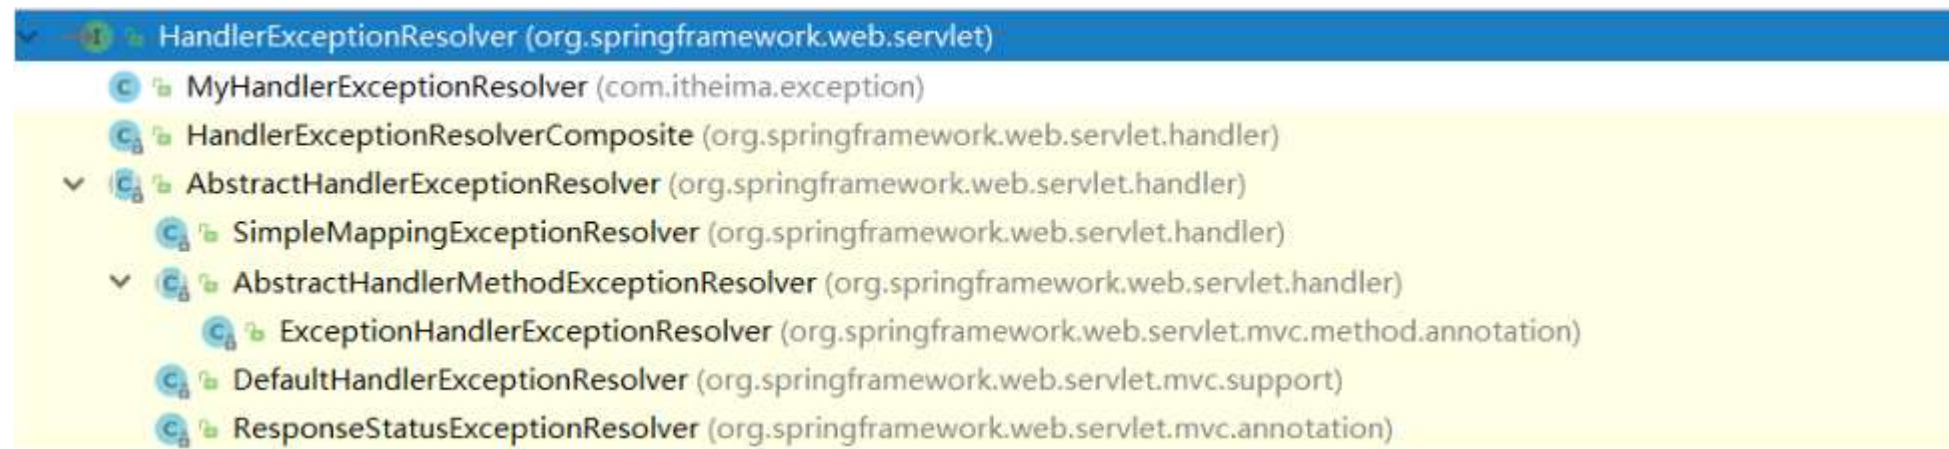 HandlerExceptionResolver (org.springframework.web.servlet)
MyHandlerExceptionResolver (com.itheima.exception)
HandlerExceptionResolverComposite (org.springframework.web.servlet.handler)
AbstractHandlerExceptionResolver (org.springframework.web.servlet.handler)
SimpleMappingExceptionResolver (org.springframework.web.servlet.handler)
AbstractHandlerMethodExceptionResolver (org.springframework.web.servlet.handler)
ExceptionHandlerExceptionResolver (org.springframework.web.servlet.mvc.method.annotation)
DefaultHandlerExceptionResolver (org.springframework.web.servlet.mvc.support)
ResponseStatusExceptionResolver (org.springframework.web.servlet.mvc.annotation)